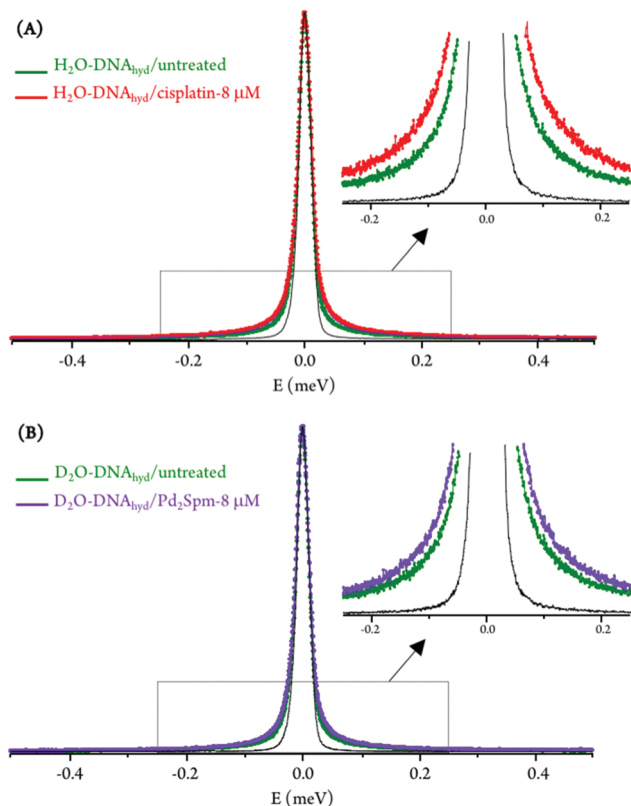 (A)
H₂O-DNAhyd/untreated
H₂O-DNAhyd/cisplatin-8 μM
-0.2 0.0 0.2
-0.4 -0.2 0.0 0.2 0.4
E (meV)
(B)
D₂O-DNAhyd/untreated
D₂O-DNAhyd/Pd₂Spm-8 μM
-0.2 0.0 0.2
-0.4 -0.2 0.0 0.2 0.4
E (meV)